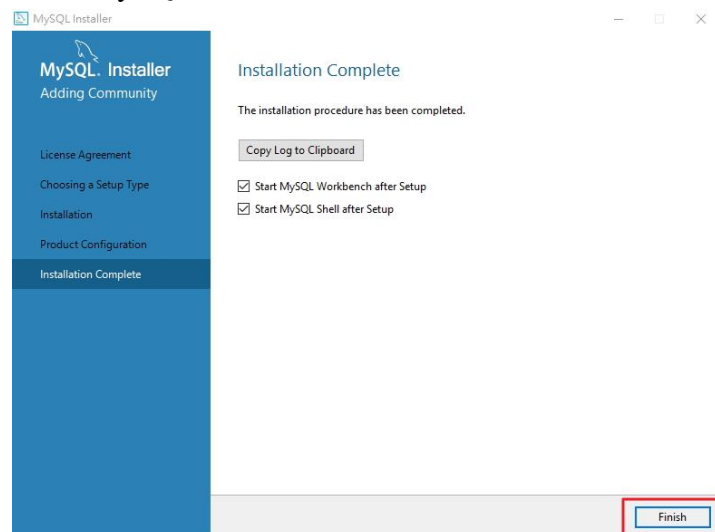 MySQL Installer
MySQL. Installer
Adding Community
License Agreement
Choosing a Setup Type
Installation
Product Configuration
Installation Complete
Installation Complete
The installation procedure has been completed.
Copy Log to Clipboard
Start MySQL Workbench after Setup
Start MySQL Shell after Setup
Finish